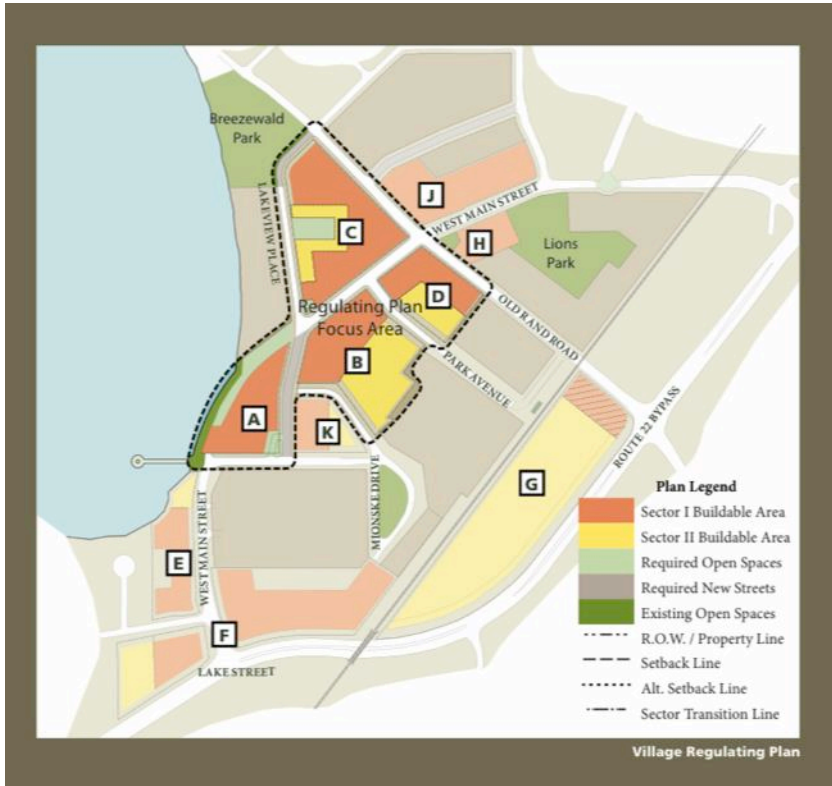 Breezewald
Park
LAKEVIEW PLACE
J
WEST MAIN STREET
C
H
Lions
Park
D
Regulating Plan
Focus Area
OLD RAND ROAD
B
PARK AVENUE
A
K
ROUTE 22 BYPASS
G
MIONSKE DRIVE
WEST MAIN STREET
E
F
LAKE STREET
Plan Legend
Sector I Buildable Area
Sector II Buildable Area
Required Open Spaces
Required New Streets
Existing Open Spaces
R.O.W. / Property Line
Setback Line
Alt. Setback Line
Sector Transition Line
Village Regulating Plan